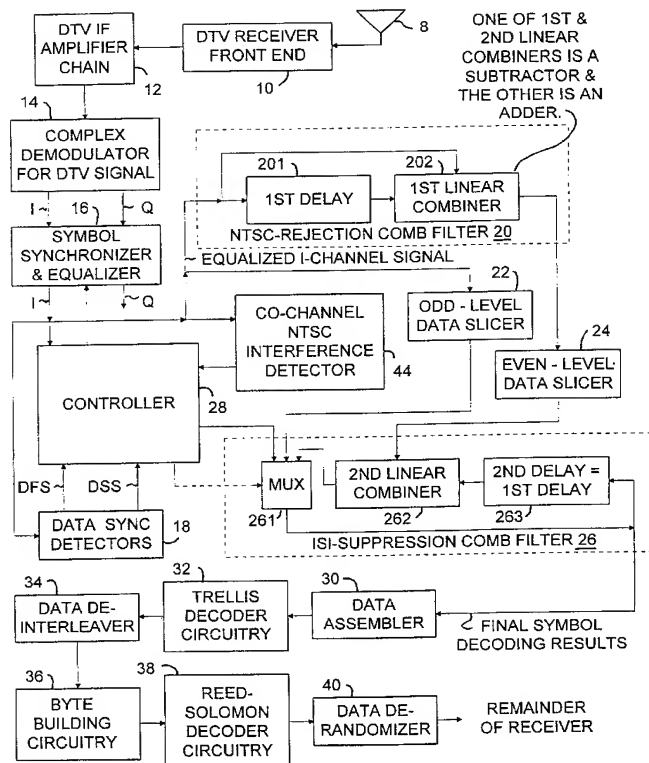 DTV IF
AMPLIFIER
CHAIN
12
DTV RECEIVER
FRONT END
10
8
ONE OF 1ST &
2ND LINEAR
COMBINERS IS A
SUBTRACTOR &
THE OTHER IS AN
ADDER.
14
COMPLEX
DEMODULATOR
FOR DTV SIGNAL
I
16
Q
SYMBOL
SYNCHRONIZER
& EQUALIZER
I
Q
201
1ST DELAY
202
1ST LINEAR
COMBINER
NTSC-REJECTION COMB FILTER 20
EQUALIZED I-CHANNEL SIGNAL
22
ODD - LEVEL
DATA SLICER
24
EVEN - LEVEL
DATA SLICER
CO-CHANNEL
NTSC
INTERFERENCE
DETECTOR
44
CONTROLLER
28
DFS
DSS
DATA SYNC
DETECTORS
18
MUX
261
2ND LINEAR
COMBINER
262
2ND DELAY =
1ST DELAY
263
ISI-SUPPRESSION COMB FILTER 26
34
DATA DE-
INTERLEAVER
32
TRELLIS
DECODER
CIRCUITRY
30
DATA
ASSEMBLER
FINAL SYMBOL
DECODING RESULTS
36
BYTE
BUILDING
CIRCUITRY
38
REED-
SOLOMON
DECODER
CIRCUITRY
40
DATA DE-
RANDOMIZER
REMAINDER
OF RECEIVER